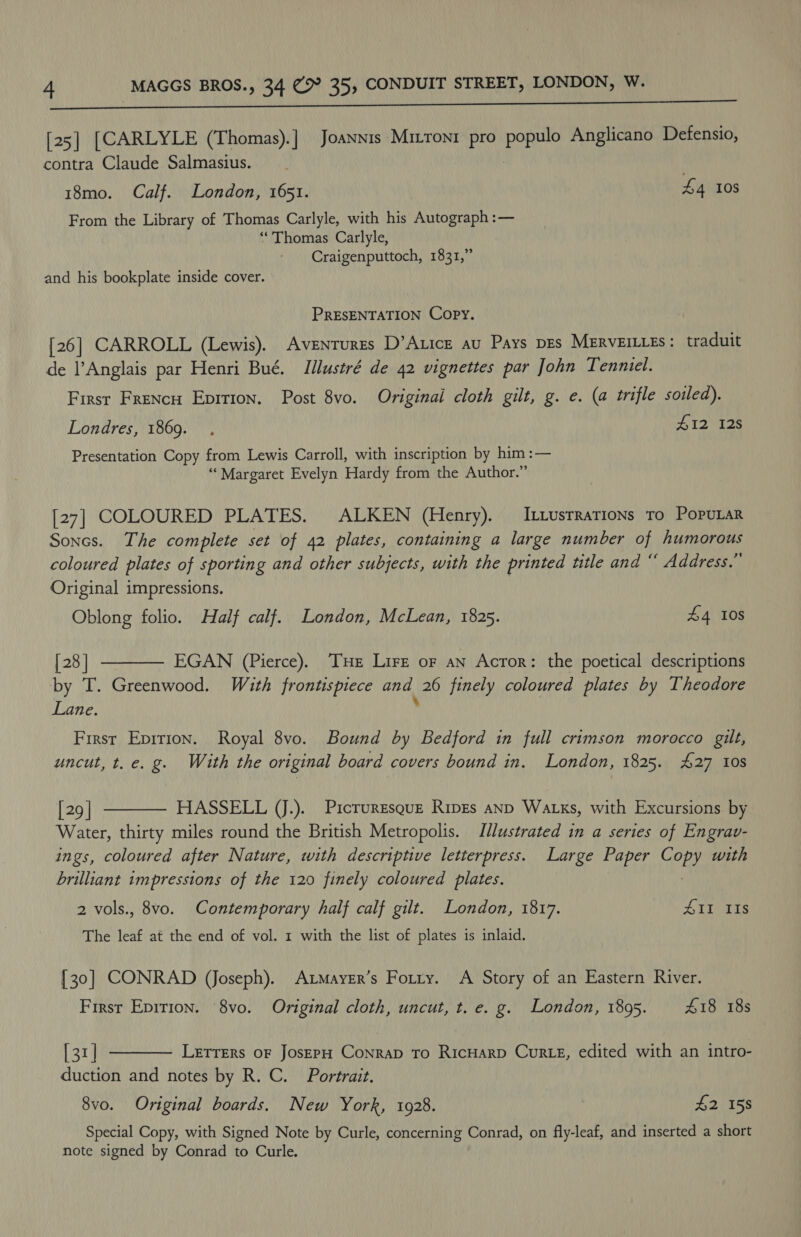 4 MAGGS BROS., 34 & 35, CONDUIT STREET, LONDON, W.
[25] [CARLYLE (Thomas).] Joannis Miltoni pro populo Anglicano Defensio,
contra Claude Salmasius.
18mo. Calf. London, 1651. £4 10s
From the Library of Thomas Carlyle, with his Autograph:—
“Thomas Carlyle,
Craigenputtoch, 1831,”
and his bookplate inside cover.
Presentation Copy.
[26] CARROLL (Lewis). Aventures D'Alice au Pays des Merveilles: traduit
de l'Anglais par Henri Bué. Illustré de 42 vignettes par John Tenniel.
First French Edition. Post 8vo. Original cloth gilt, g. e. (a trifle soiled).
Londres, 1869. £12 12s
Presentation Copy from Lewis Carroll, with inscription by him:—
“Margaret Evelyn Hardy from the Author.”
[27] COLOURED PLATES. ALKEN (Henry). Illustrations to Popular
Songs. The complete set of 42 plates, containing a large number of humorous
coloured plates of sporting and other subjects, with the printed title and “Address.”
Original impressions.
Oblong folio. Half calf. London, McLean, 1825. £4 10s
[28] ——— EGAN (Pierce). The Life of an Actor: the poetical descriptions
by T. Greenwood. With frontispiece and 26 finely coloured plates by Theodore
Lane.
First Edition. Royal 8vo. Bound by Bedford in full crimson morocco gilt,
uncut, t. e. g. With the original board covers bound in. London, 1825. £27 10s
[29] ——— HASSELL (J.). Picturesque Rides and Walks, with Excursions by
Water, thirty miles round the British Metropolis. Illustrated in a series of Engrav-
ings, coloured after Nature, with descriptive letterpress. Large Paper Copy with
brilliant impressions of the 120 finely coloured plates.
2 vols., 8vo. Contemporary half calf gilt. London, 1817. £11 11s
The leaf at the end of vol. 1 with the list of plates is inlaid.
[30] CONRAD (Joseph). Almayer's Folly. A Story of an Eastern River.
First Edition. 8vo. Original cloth, uncut, t. e. g. London, 1895. £18 18s
[31] ——— Letters of Joseph Conrad to Richard Curle, edited with an intro-
duction and notes by R. C. Portrait.
8vo. Original boards. New York, 1928. £2 15s
Special Copy, with Signed Note by Curle, concerning Conrad, on fly-leaf, and inserted a short
note signed by Conrad to Curle.